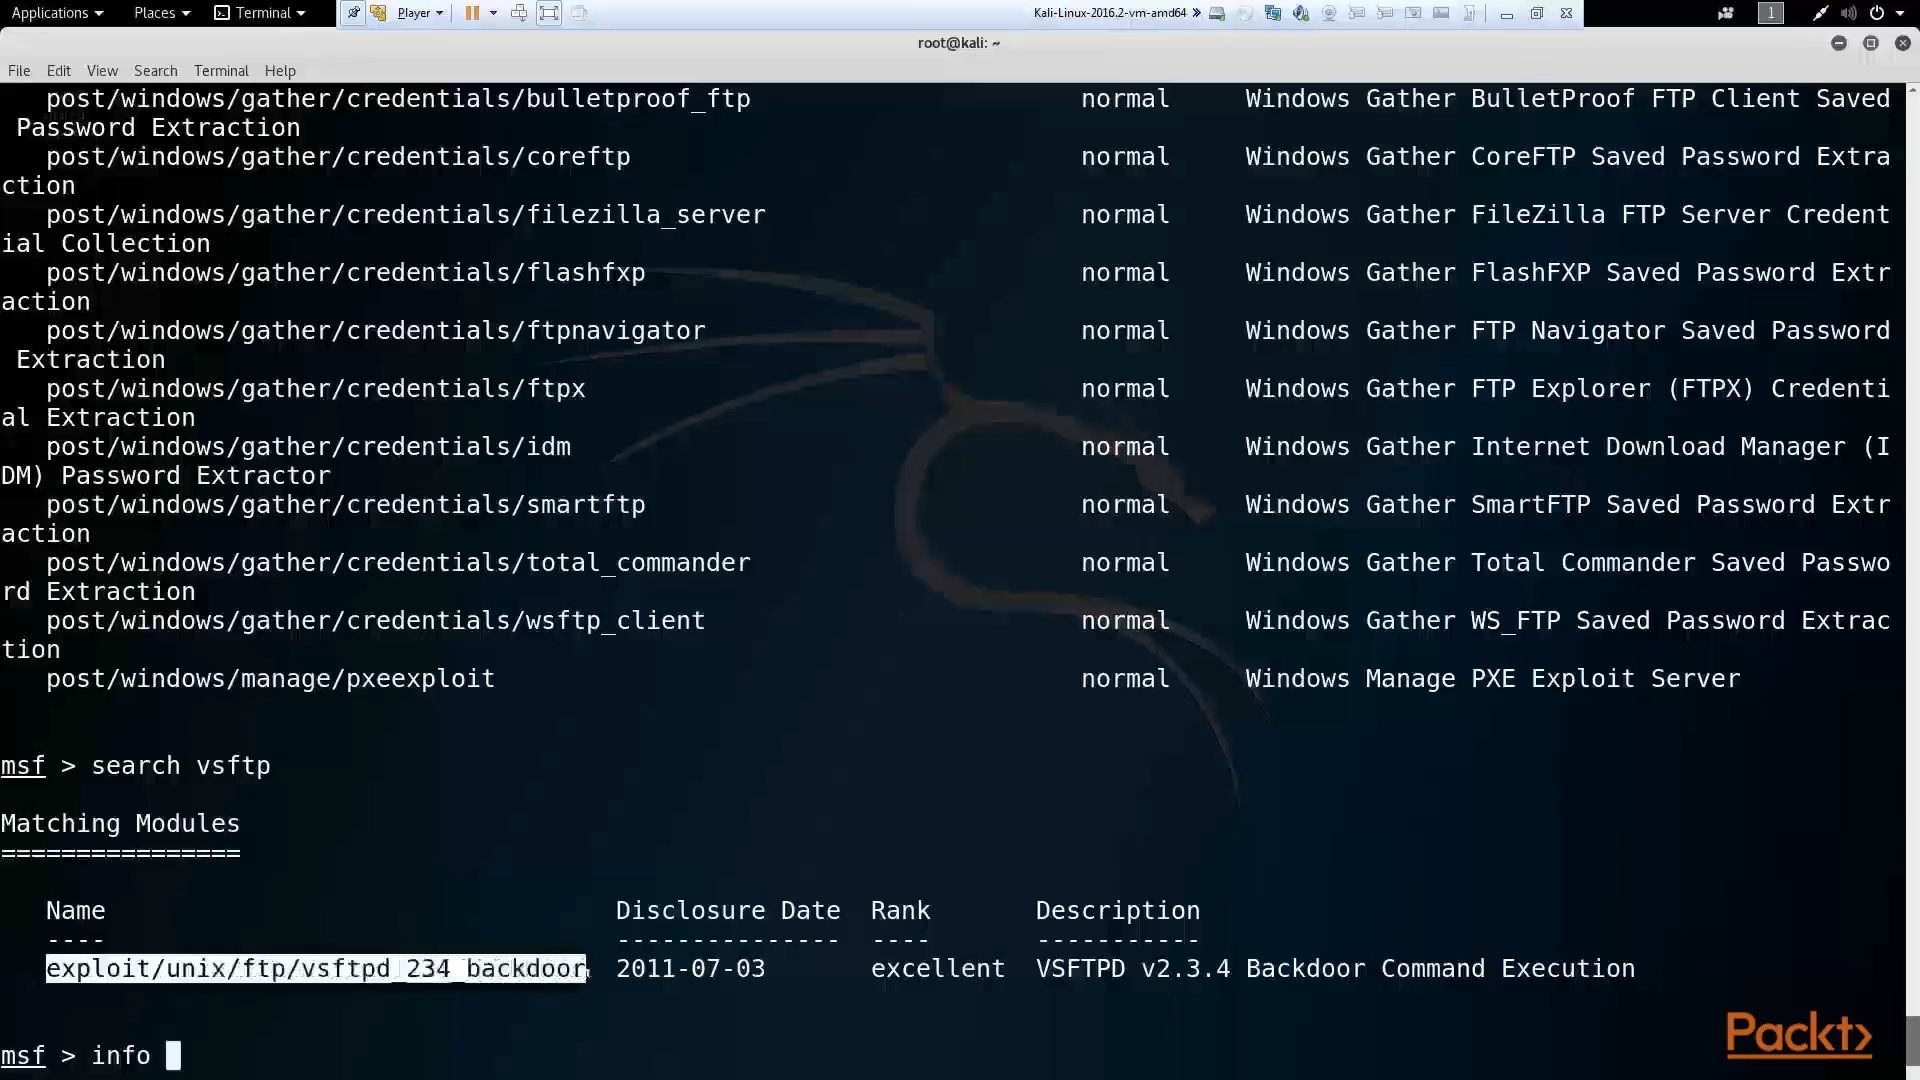 Applications Places Terminal Player Kali-Linux-2016.2-vm-amd64 1
root@kali: ~
File Edit View Search Terminal Help
post/windows/gather/credentials/bulletproof_ftp normal Windows Gather BulletProof FTP Client Saved
Password Extraction
post/windows/gather/credentials/coreftp normal Windows Gather CoreFTP Saved Password Extra
ction
post/windows/gather/credentials/filezilla_server normal Windows Gather FileZilla FTP Server Credent
ial Collection
post/windows/gather/credentials/flashfxp normal Windows Gather FlashFXP Saved Password Extr
action
post/windows/gather/credentials/ftpnavigator normal Windows Gather FTP Navigator Saved Password
Extraction
post/windows/gather/credentials/ftpx normal Windows Gather FTP Explorer (FTPX) Credenti
al Extraction
post/windows/gather/credentials/idm normal Windows Gather Internet Download Manager (I
DM) Password Extractor
post/windows/gather/credentials/smartftp normal Windows Gather SmartFTP Saved Password Extr
action
post/windows/gather/credentials/total_commander normal Windows Gather Total Commander Saved Passwo
rd Extraction
post/windows/gather/credentials/wsftp_client normal Windows Gather WS_FTP Saved Password Extrac
tion
post/windows/manage/pxeexploit normal Windows Manage PXE Exploit Server
msf > search vsftp
Matching Modules
================
Name Disclosure Date Rank Description
---- --------------- ---- -----------
exploit/unix/ftp/vsftpd_234_backdoor 2011-07-03 excellent VSFTPD v2.3.4 Backdoor Command Execution
msf > info
Packt>